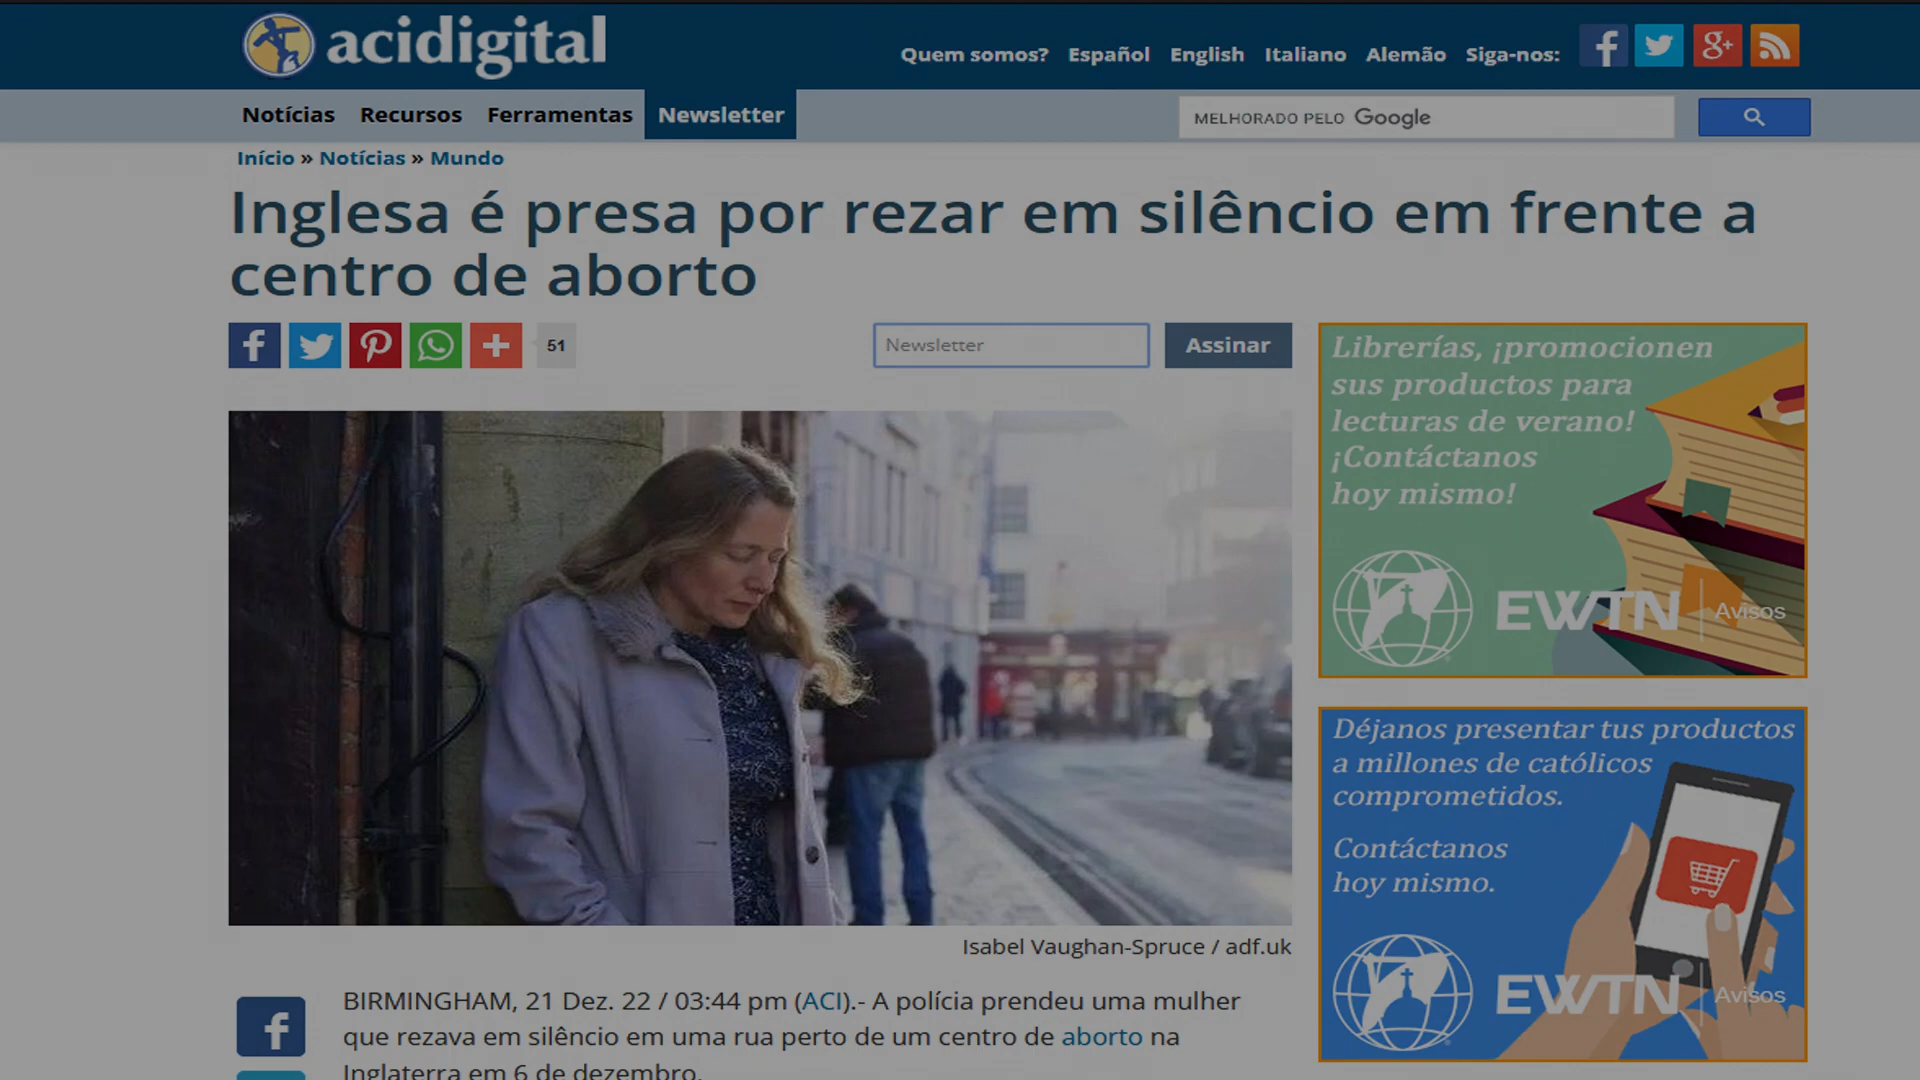 acidigital
Quem somos? Español English Italiano Alemão Siga-nos:
Notícias Recursos Ferramentas Newsletter
MELHORADO PELO Google
Início » Notícias » Mundo
Inglesa é presa por rezar em silêncio em frente a
centro de aborto
51
Newsletter
Assinar
Librerías, ¡promocionen
sus productos para
lecturas de verano!
¡Contáctanos
hoy mismo!
EWTN Avisos
Déjanos presentar tus productos
a millones de católicos
comprometidos.
Contáctanos
hoy mismo.
EWTN Avisos
Isabel Vaughan-Spruce / adf.uk
BIRMINGHAM, 21 Dez. 22 / 03:44 pm (ACI).- A polícia prendeu uma mulher
que rezava em silêncio em uma rua perto de um centro de aborto na
Inglaterra em 6 de dezembro.